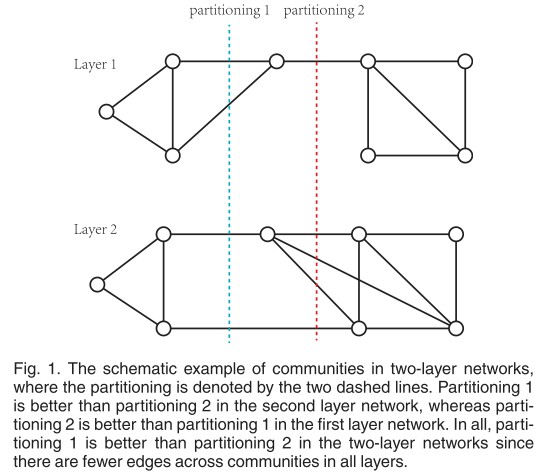 partitioning 1 partitioning 2
Layer 1
Layer 2
Fig. 1. The schematic example of communities in two-layer networks,
where the partitioning is denoted by the two dashed lines. Partitioning 1
is better than partitioning 2 in the second layer network, whereas parti-
tioning 2 is better than partitioning 1 in the first layer network. In all, parti-
tioning 1 is better than partitioning 2 in the two-layer networks since
there are fewer edges across communities in all layers.